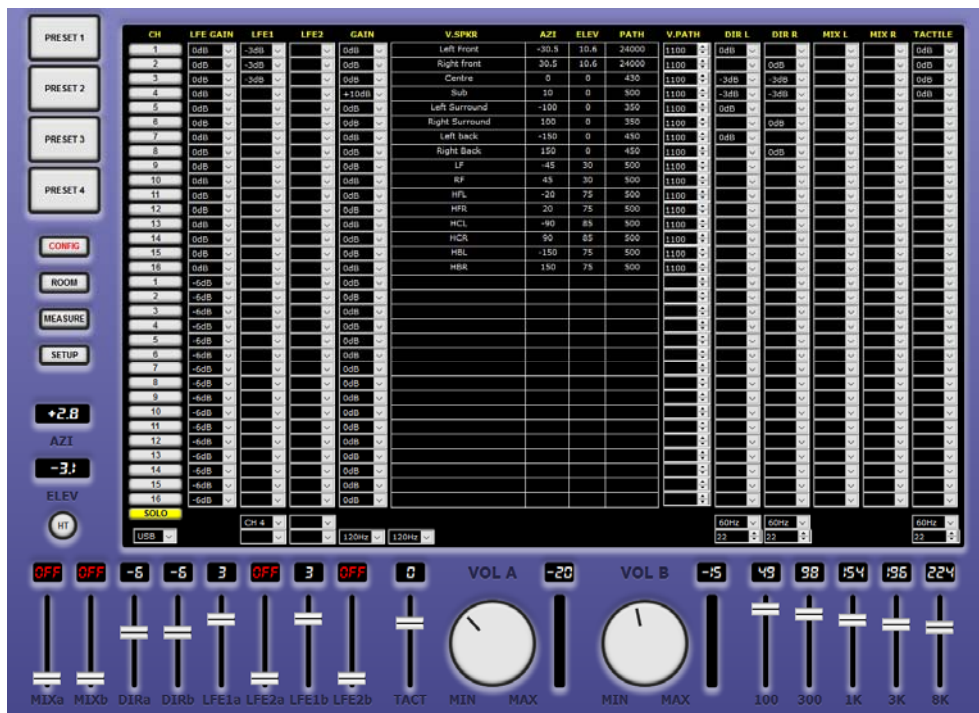 PRESET 1
PRESET 2
PRESET 3
PRESET 4
CONFIG
ROOM
MEASURE
SETUP
+2.8
AZI
-3.1
ELEV
HT
CH LFE GAIN LFE1 LFE2 GAIN V.SPKR AZI ELEV PATH V.PATH DIR L DIR R MIX L MIX R TACTILE
1 0dB -3dB 0dB Left Front -30.5 10.6 24000 1100 0dB 0dB
2 0dB -3dB 0dB Right front 30.5 10.6 24000 1100 0dB 0dB
3 0dB -3dB 0dB Centre 0 0 430 1100 -3dB -3dB 0dB
4 0dB +10dB Sub 10 0 500 1100 -3dB -3dB 0dB
5 0dB 0dB Left Surround -100 0 350 1100 0dB
6 0dB 0dB Right Surround 100 0 350 1100 0dB
7 0dB 0dB Left back -150 0 450 1100 0dB
8 0dB 0dB Right Back 150 0 450 1100 0dB
9 0dB 0dB LF -45 30 500 1100
10 0dB 0dB RF 45 30 500 1100
11 0dB 0dB HFL -20 75 500 1100
12 0dB 0dB HFR 20 75 500 1100
13 0dB 0dB HCL -90 85 500 1100
14 0dB 0dB HCR 90 85 500 1100
15 0dB 0dB HBL -150 75 500 1100
16 0dB 0dB HBR 150 75 500 1100
1 -6dB 0dB
2 -6dB 0dB
3 -6dB 0dB
4 -6dB 0dB
5 -6dB 0dB
6 -6dB 0dB
7 -6dB 0dB
8 -6dB 0dB
9 -6dB 0dB
10 -6dB 0dB
11 -6dB 0dB
12 -6dB 0dB
13 -6dB 0dB
14 -6dB 0dB
15 -6dB 0dB
16 -6dB 0dB
SOLO
CH 4 60Hz 60Hz 60Hz
USB 120Hz 120Hz 22 22 22
OFF OFF -6 -6 3 OFF 3 OFF 0 VOL A -20 VOL B -15 49 98 154 196 224
MIXa MIXb DIRa DIRb LFE1a LFE2a LFE1b LFE2b TACT MIN MAX MIN MAX 100 300 1K 3K 8K